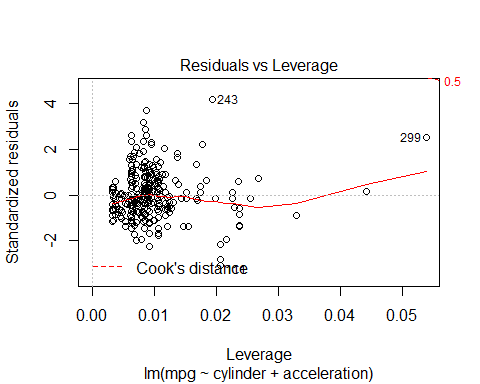 Residuals vs Leverage
Standardized residuals
4
2
0
-2
0.5
243
299
Cook's distance
0.00
0.01
0.02
0.03
0.04
0.05
Leverage
lm(mpg ~ cylinder + acceleration)